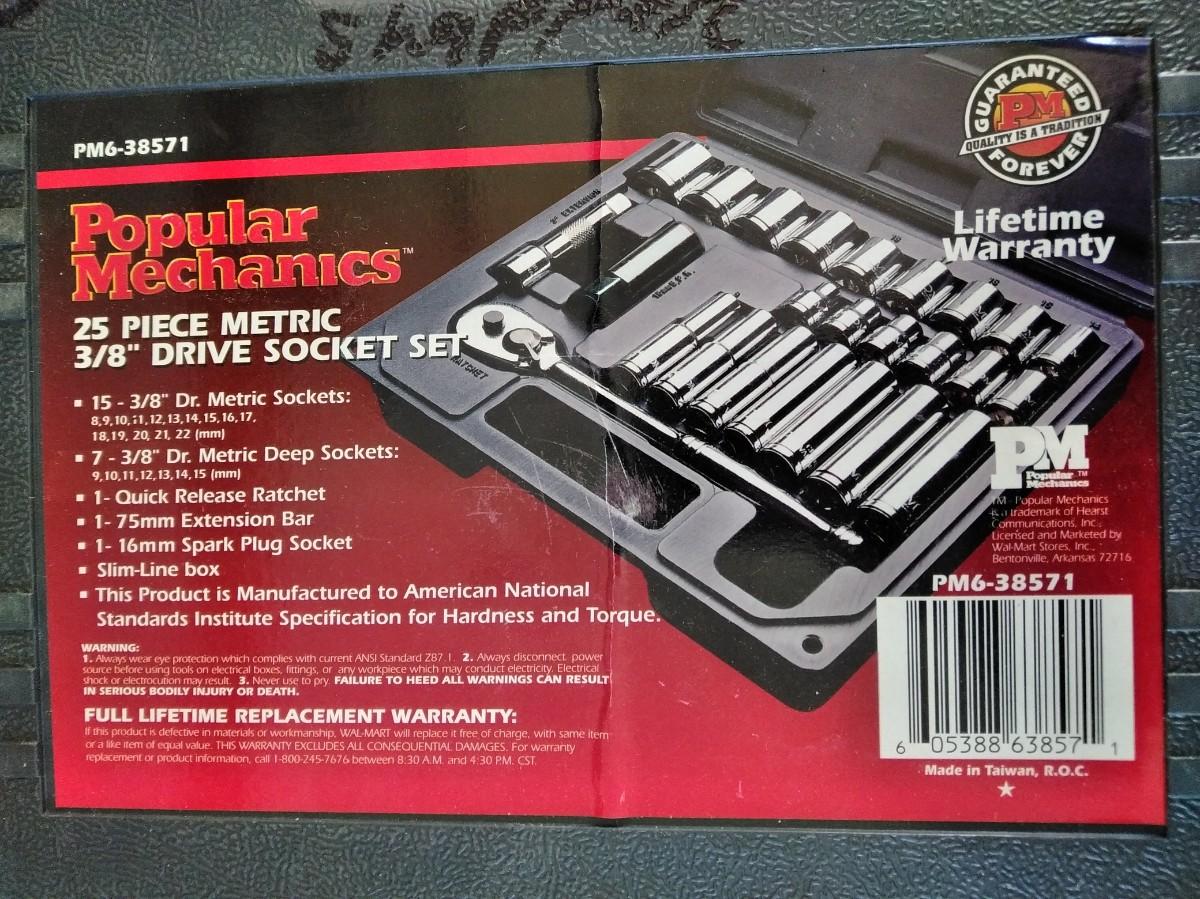 PM6-38571
Popular
Mechanics™
25 PIECE METRIC
3/8" DRIVE SOCKET SET
▪ 15 - 3/8" Dr. Metric Sockets:
8,9,10,11,12,13,14,15,16,17,
18,19, 20, 21, 22 (mm)
▪ 7 - 3/8" Dr. Metric Deep Sockets:
9,10,11,12,13,14,15 (mm)
▪ 1- Quick Release Ratchet
▪ 1- 75mm Extension Bar
▪ 1- 16mm Spark Plug Socket
▪ Slim-Line box
▪ This Product is Manufactured to American National
Standards Institute Specification for Hardness and Torque.
WARNING:
1. Always wear eye protection which complies with current ANSI Standard Z87.1. 2. Always disconnect power
source before using tools on electrical boxes, fittings, or any workpiece which may conduct electricity. Electrical
shock or electrocution may result. 3. Never use to pry. FAILURE TO HEED ALL WARNINGS CAN RESULT
IN SERIOUS BODILY INJURY OR DEATH.
FULL LIFETIME REPLACEMENT WARRANTY:
If this product is defective in materials or workmanship, WAL-MART will replace it free of charge, with same item
or a like item of equal value. THIS WARRANTY EXCLUDES ALL CONSEQUENTIAL DAMAGES. For warranty
replacement or product information, call 1-800-245-7676 between 8:30 A.M. and 4:30 P.M. CST.
EXTENSION
RATCHET
GUARANTEED
PM
QUALITY IS A TRADITION
FOREVER
Lifetime
Warranty
PM
Popular
Mechanics™
TM - Popular Mechanics
is a trademark of Hearst
Communications, Inc.
Licensed and Marketed by
Wal-Mart Stores, Inc.,
Bentonville, Arkansas 72716
PM6-38571
6 05388 63857 1
Made in Taiwan, R.O.C.